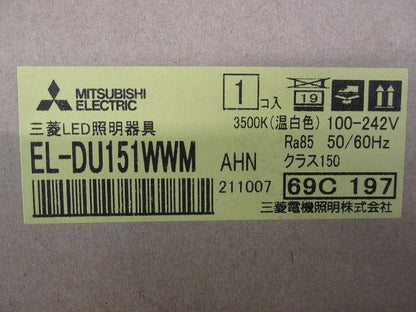 MITSUBISHI
ELECTRIC
1コ入
19
三菱LED照明器具
3500K(温白色) 100-242V
Ra85 50/60Hz
EL-DU151WWM AHN クラス150
211007 69C 197
三菱電機照明株式会社